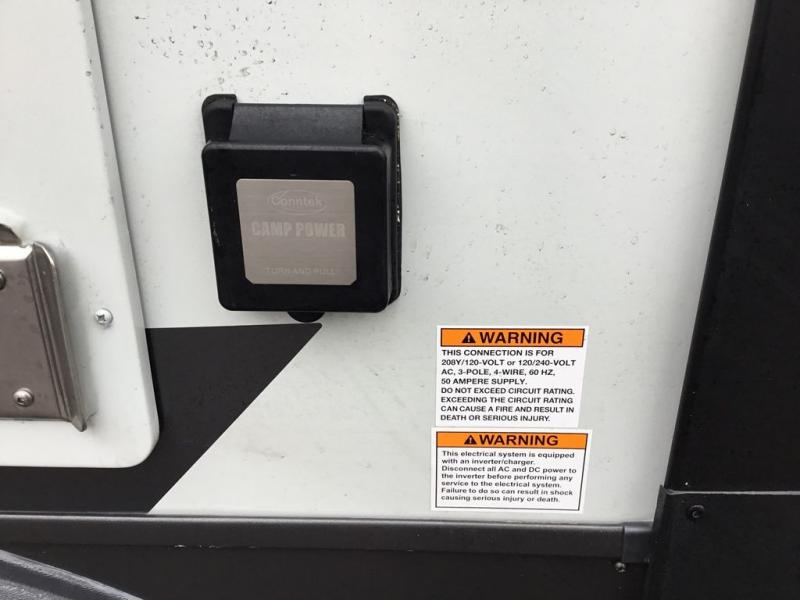 Conntek
CAMP POWER
TURN AND PULL
WARNING
THIS CONNECTION IS FOR
208Y/120-VOLT or 120/240-VOLT
AC, 3-POLE, 4-WIRE, 60 HZ,
50 AMPERE SUPPLY.
DO NOT EXCEED CIRCUIT RATING.
EXCEEDING THE CIRCUIT RATING
CAN CAUSE A FIRE AND RESULT IN
DEATH OR SERIOUS INJURY.
WARNING
This electrical system is equipped
with an inverter/charger.
Disconnect all AC and DC power to
the inverter before performing any
service to the electrical system.
Failure to do so can result in shock
causing serious injury or death.